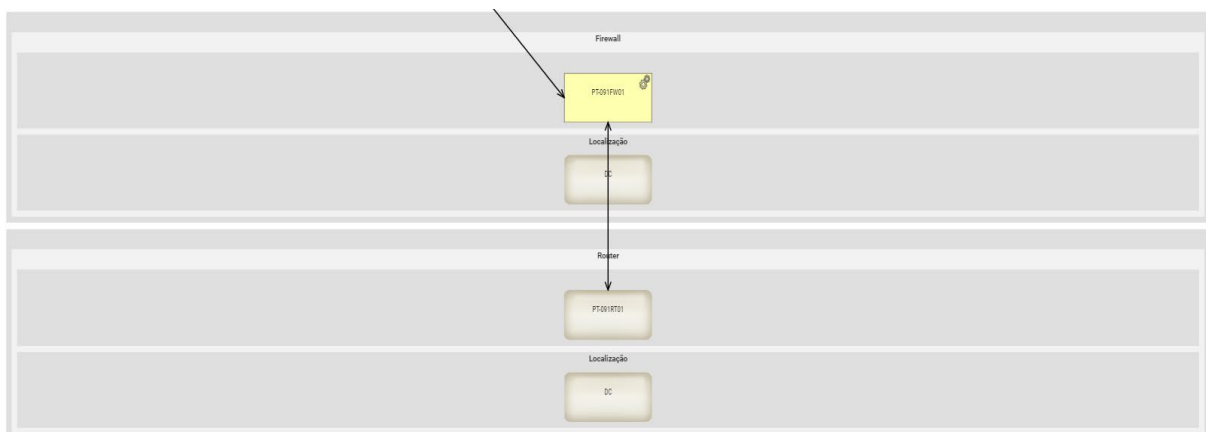 Firewall
PT-091FW01
Localização
DC
Router
PT-091RT01
Localização
DC